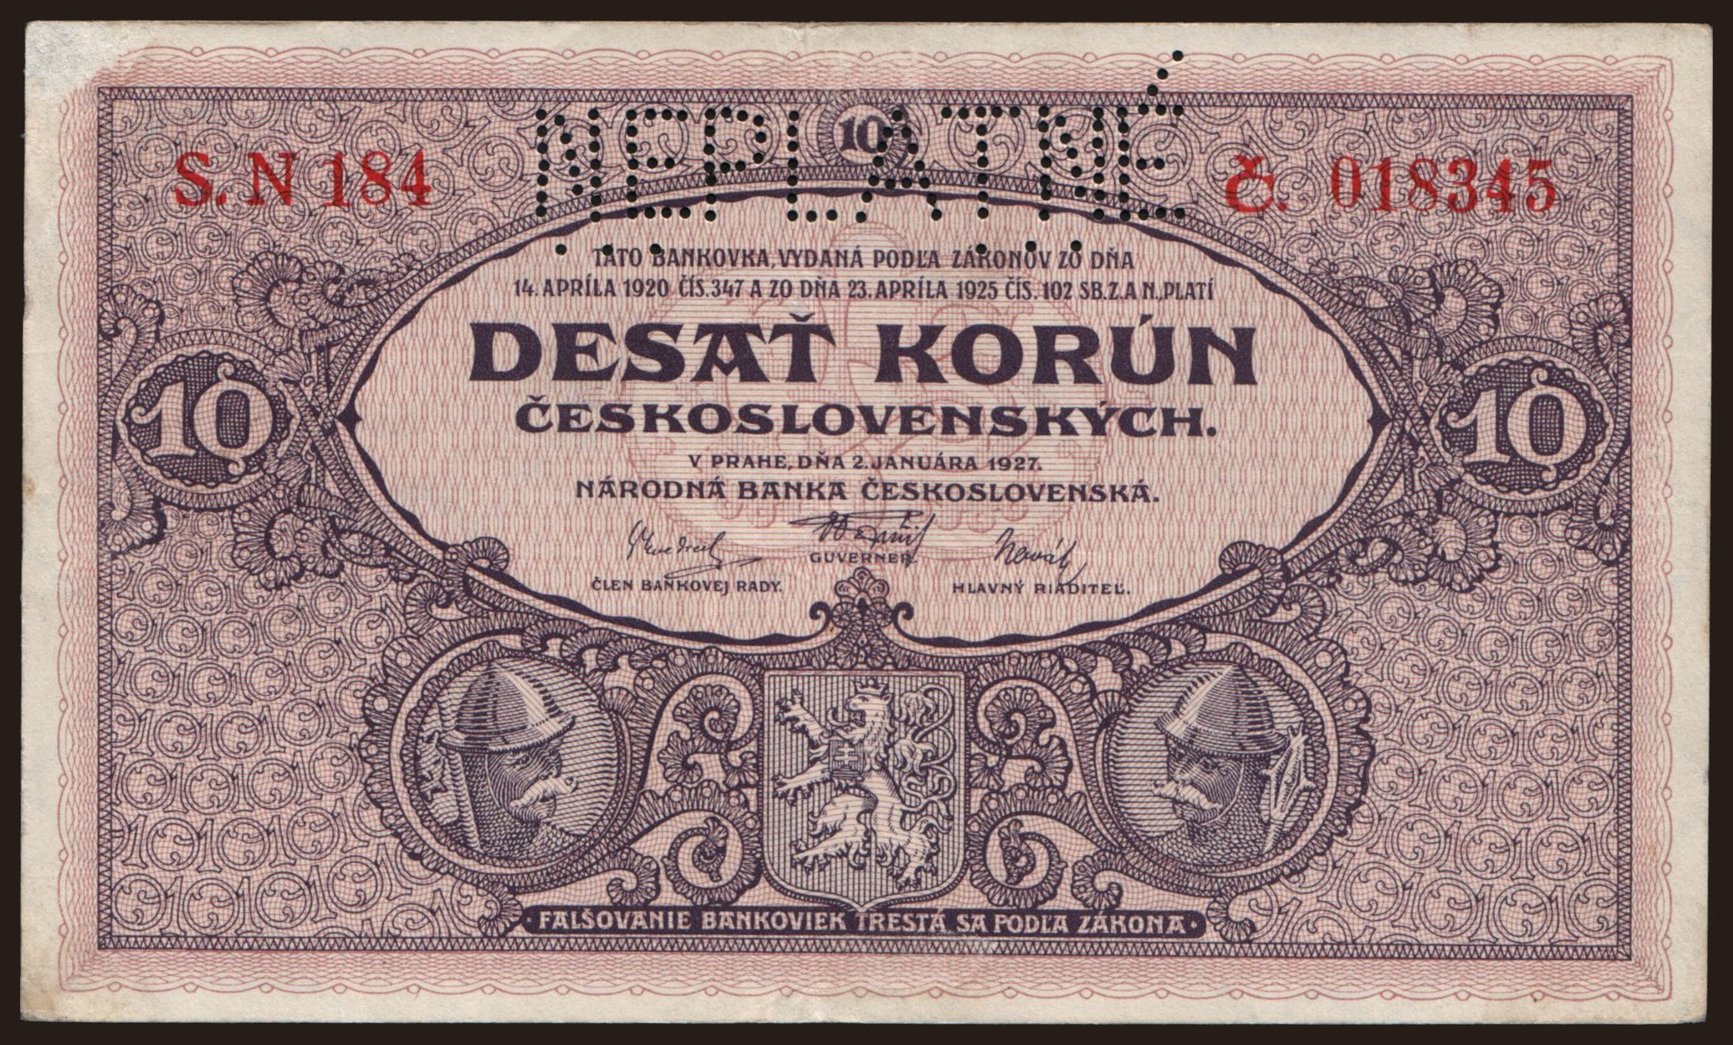 NEPLATNÉ
10
S. N 184
Č. 018345
TÁTO BANKOVKA, VYDANÁ PODĽA ZÁKONOV ZO DŇA
14. APRÍLA 1920 ČÍS. 347 A ZO DŇA 23. APRÍLA 1925 ČÍS. 102 SB. Z. A N., PLATÍ
DESAŤ KORÚN
ČESKOSLOVENSKÝCH.
10
10
V PRAHE, DŇA 2. JANUÁRA 1927.
NÁRODNÁ BANKA ČESKOSLOVENSKÁ.
GUVERNER.
ČLEN BANKOVEJ RADY.
HLAVNÝ RIADITEĽ.
· FALŠOVANIE BANKOVIEK TRESTÁ SA PODĽA ZÁKONA ·